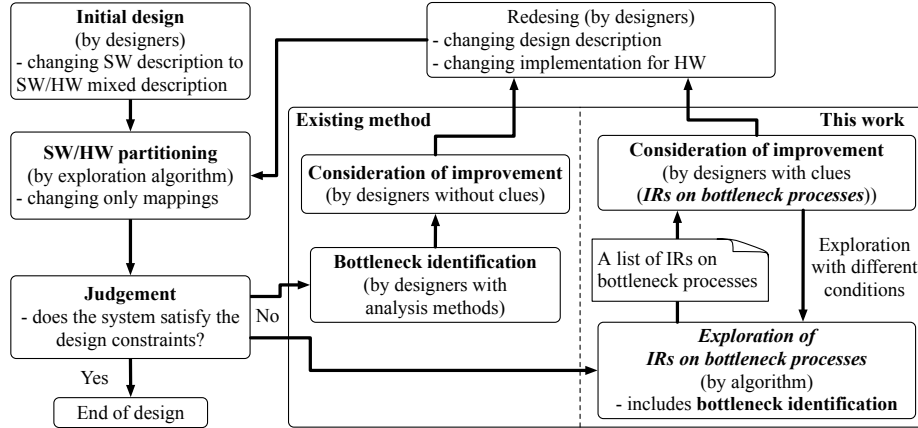 Initial design
(by designers)
- changing SW description to
SW/HW mixed description
Redesing (by designers)
- changing design description
- changing implementation for HW
Existing method
This work
SW/HW partitioning
(by exploration algorithm)
- changing only mappings
Consideration of improvement
(by designers without clues)
Consideration of improvement
(by designers with clues
(IRs on bottleneck processes))
Bottleneck identification
(by designers with
analysis methods)
A list of IRs on
bottleneck processes
Exploration
with different
conditions
Judgement
- does the system satisfy the
design constraints?
No
Yes
Exploration of
IRs on bottleneck processes
(by algorithm)
- includes bottleneck identification
End of design